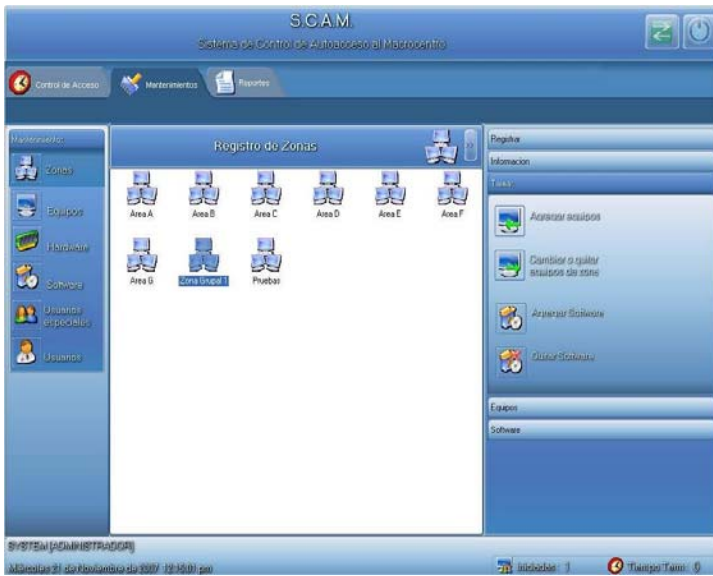 S.C.A.M.
Sistema de Control de Autoacceso al Macrocentro
Control de Acceso
Mantenimientos
Reportes
Mantenimientos
Zonas
Equipos
Hardware
Software
Usuarios especiales
Usuarios
Registro de Zonas
Area A
Area B
Area C
Area D
Area E
Area F
Area G
Zona Grupal 1
Pruebas
Registrar
Informacion
Tareas
Agregar equipos
Cambiar o quitar
equipos de zona
Agregar Software
Quitar Software
Equipos
Software
SYSTEM [ADMINISTRADOR]
Miércoles 21 de Noviembre de 2007 12:16:01 pm
Iniciados : 1
Tiempo Term : 0